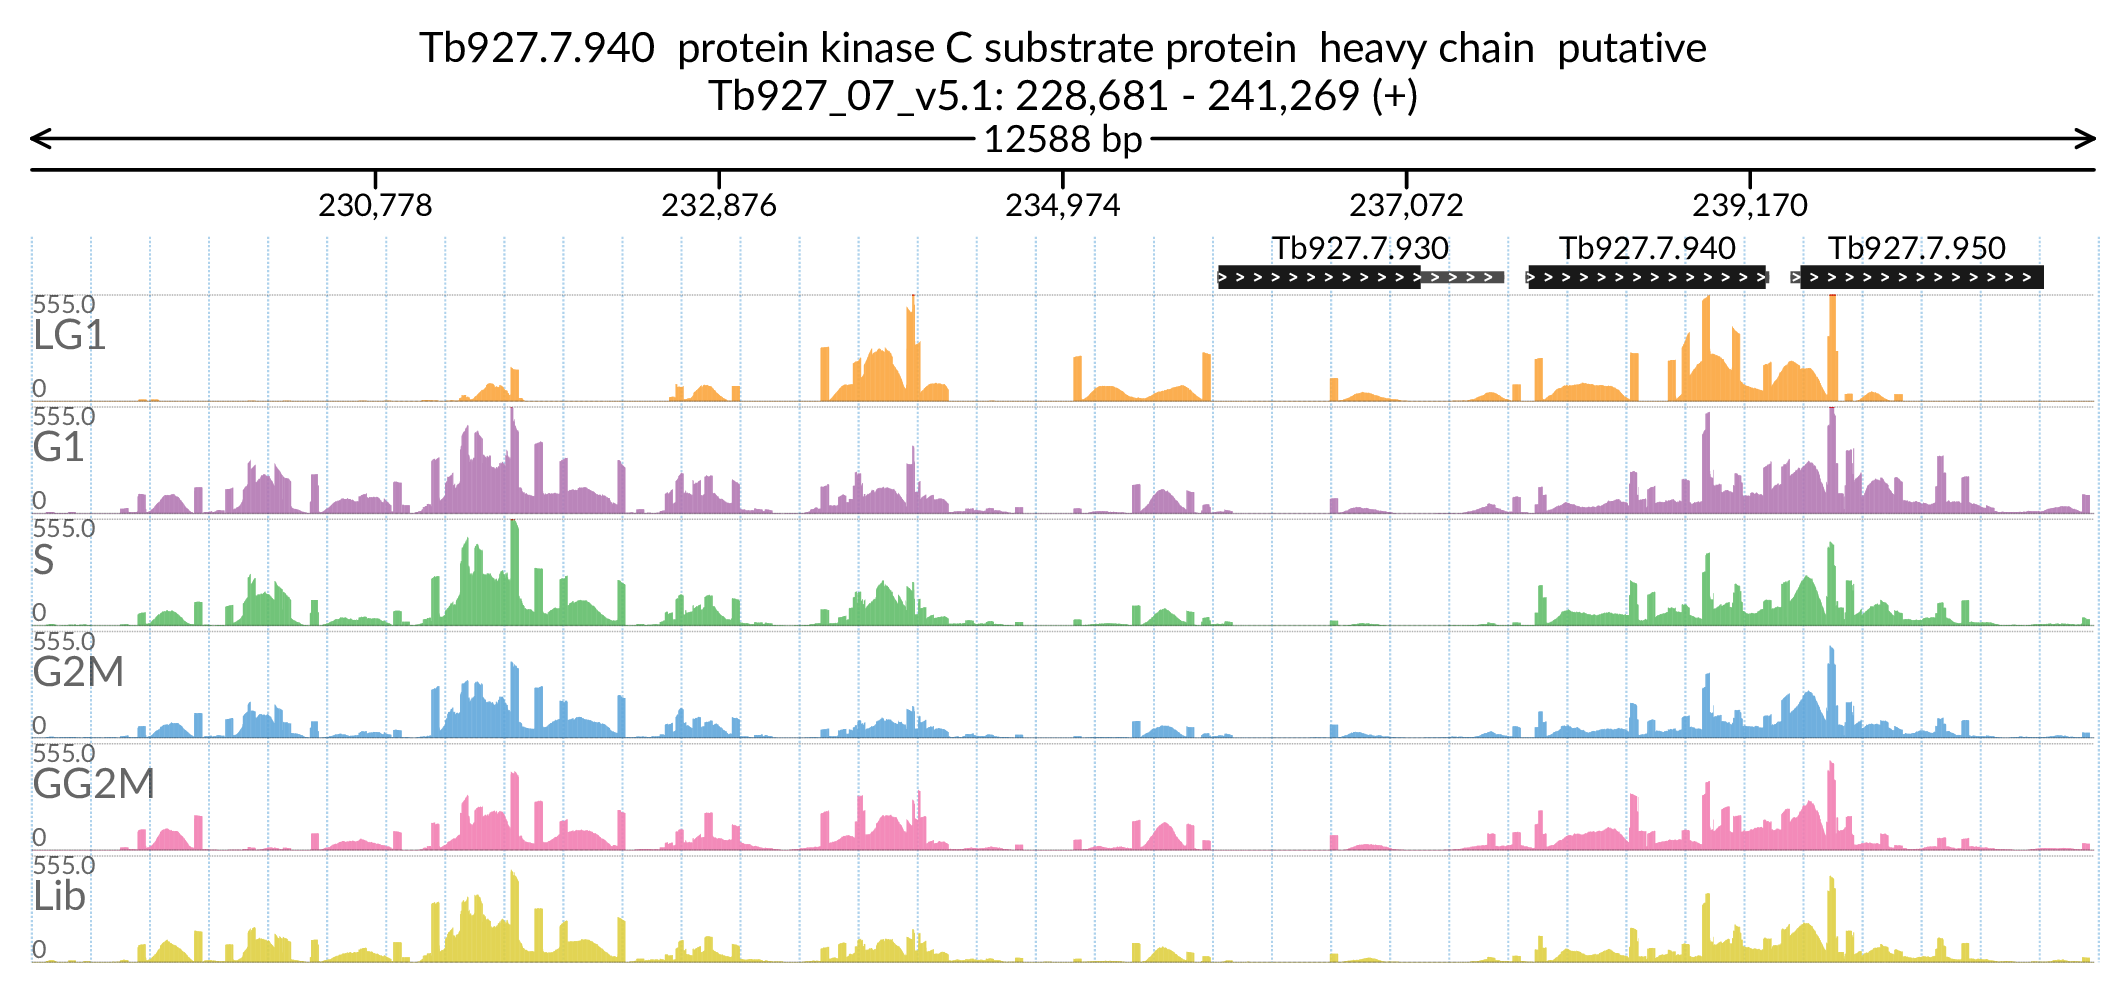 Tb927.7.940 protein kinase C substrate protein heavy chain putative
Tb927_07_v5.1: 228,681 - 241,269 (+)
12588 bp
230,778 232,876 234,974 237,072 239,170
Tb927.7.930 Tb927.7.940 Tb927.7.950
555.0
LG1
0
555.0
G1
0
555.0
S
0
555.0
G2M
0
555.0
GG2M
0
555.0
Lib
0